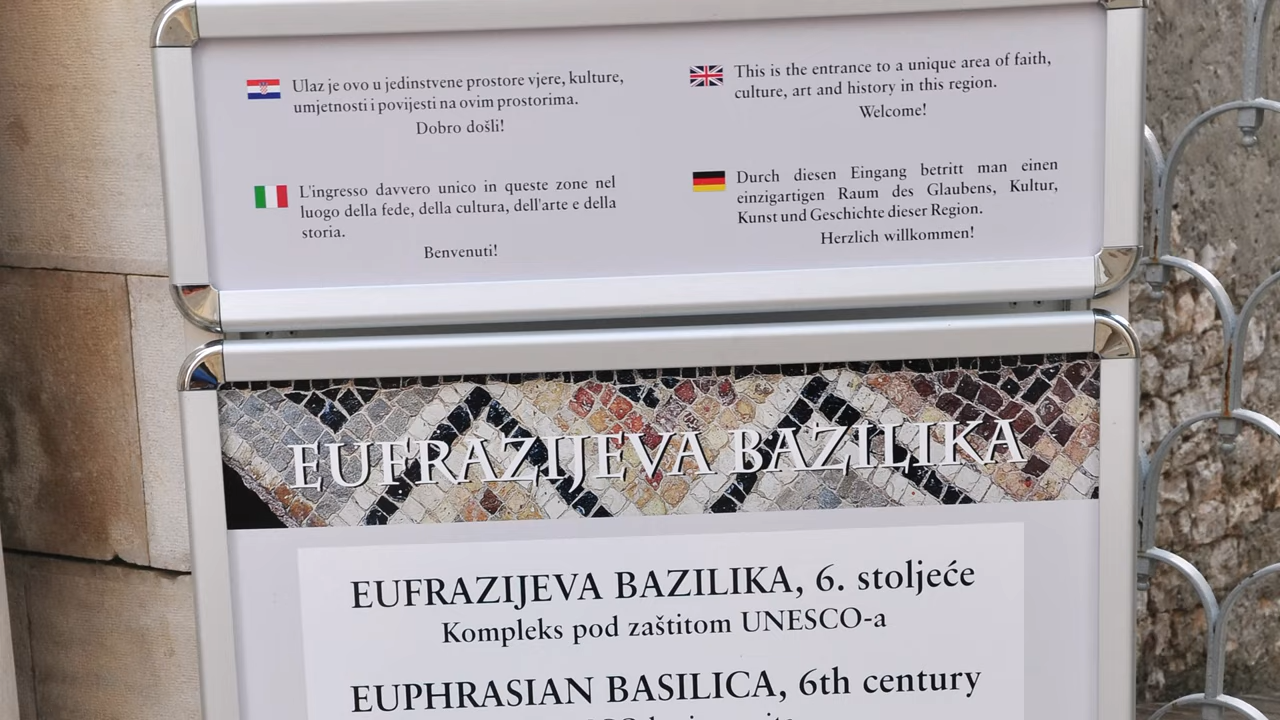 Ulaz je ovo u jedinstvene prostore vjere, kulture,
umjetnosti i povijesti na ovim prostorima.
Dobro došli!
This is the entrance to a unique area of faith,
culture, art and history in this region.
Welcome!
L'ingresso davvero unico in queste zone nel
luogo della fede, della cultura, dell'arte e della
storia.
Benvenuti!
Durch diesen Eingang betritt man einen
einzigartigen Raum des Glaubens, Kultur,
Kunst und Geschichte dieser Region.
Herzlich willkommen!
EUFRAZIJEVA BAZILIKA
EUFRAZIJEVA BAZILIKA, 6. stoljeće
Kompleks pod zaštitom UNESCO-a
EUPHRASIAN BASILICA, 6th century